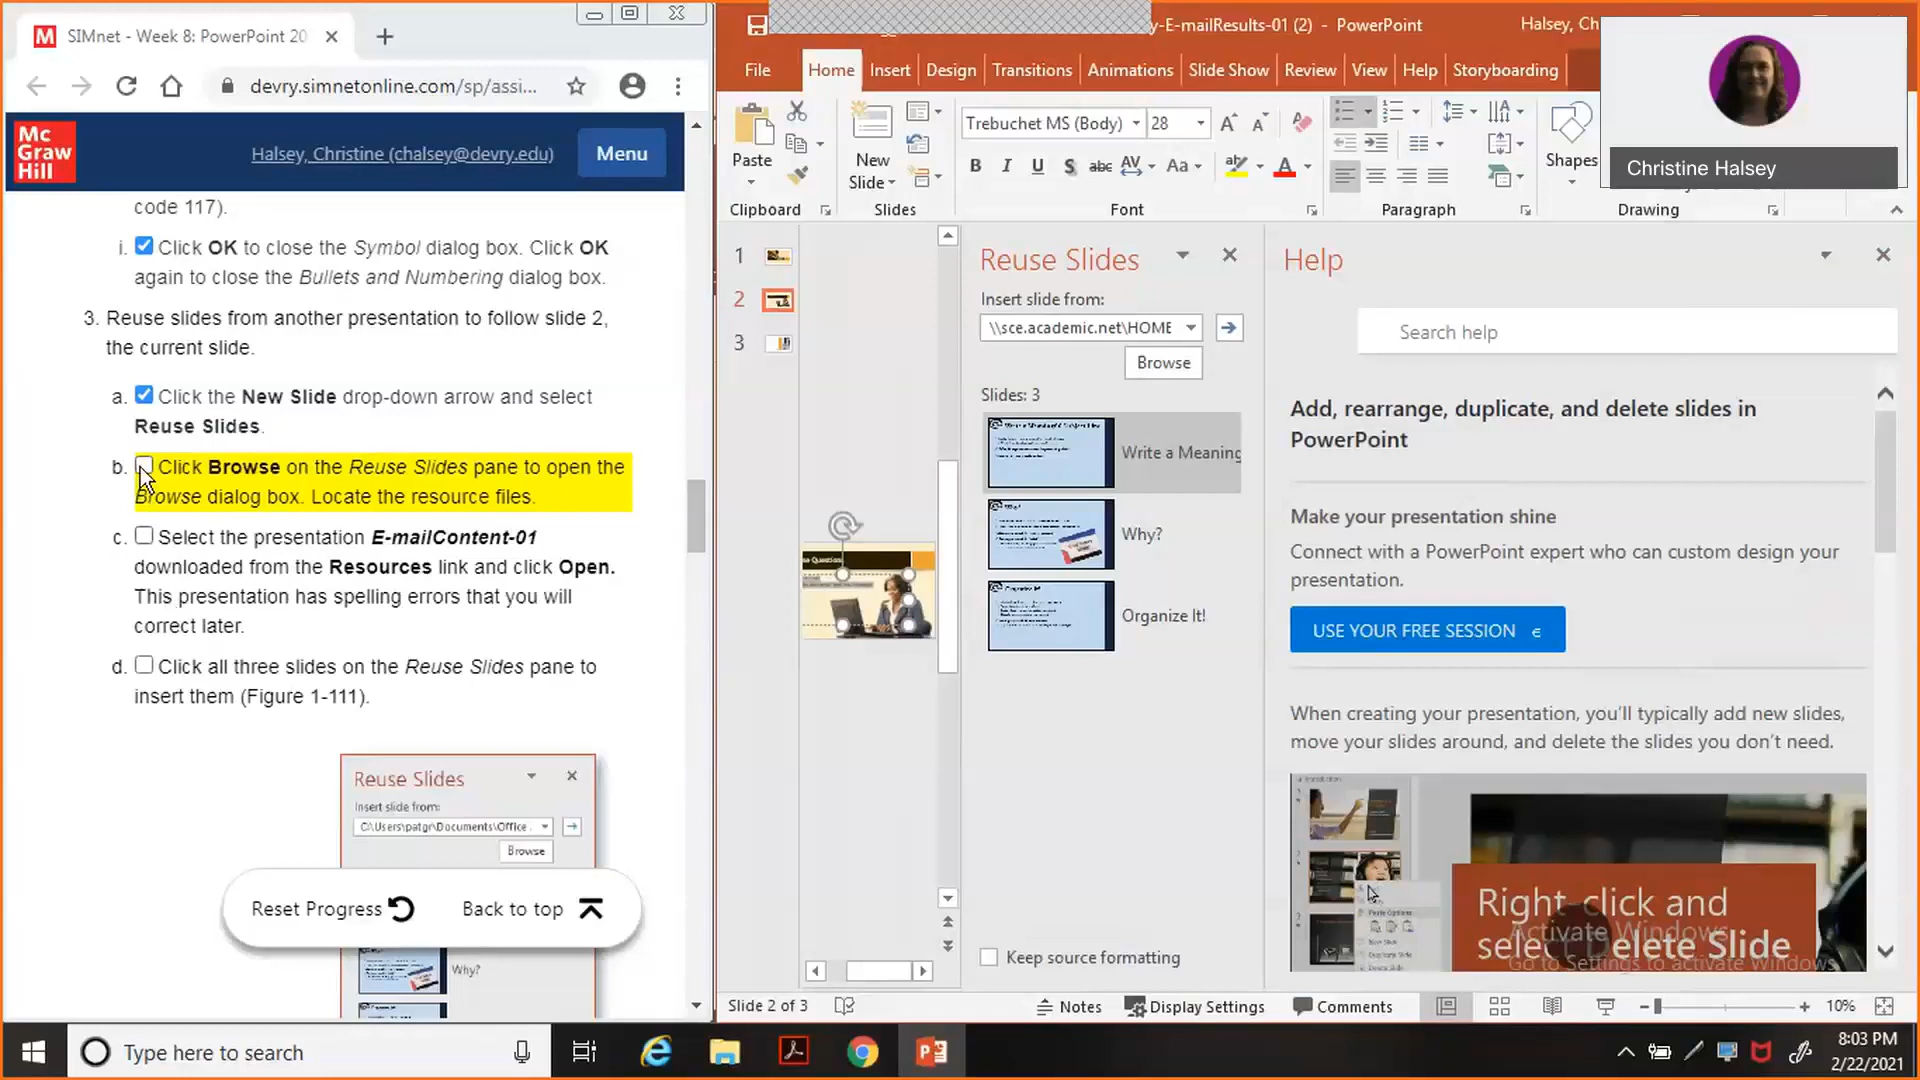 SIMnet - Week 8: PowerPoint 20
devrysimnetonline.com/sp/assi...
Mc
Graw
Hill
Halsey, Christine (chalsey@devry.edu)
Menu
code 117).
i. Click OK to close the Symbol dialog box. Click OK
again to close the Bullets and Numbering dialog box.
3. Reuse slides from another presentation to follow slide 2,
the current slide.
a. Click the New Slide drop-down arrow and select
Reuse Slides.
b. Click Browse on the Reuse Slides pane to open the
Browse dialog box. Locate the resource files.
c. Select the presentation E-mailContent-01
downloaded from the Resources link and click Open.
This presentation has spelling errors that you will
correct later.
d. Click all three slides on the Reuse Slides pane to
insert them (Figure 1-111).
Reuse Slides
Insert slide from:
C:\Users\patgr\Documents\Office
Browse
Why?
Reset Progress
Back to top
y-E-mailResults-01 (2) - PowerPoint
Halsey, Ch
File Home Insert Design Transitions Animations Slide Show Review View Help Storyboarding
Paste
New
Slide
Trebuchet MS (Body) 28
B I U S abc AV Aa A
Shapes
Clipboard Slides Font Paragraph Drawing
Christine Halsey
1
2
3
Reuse Slides
Insert slide from:
\\sce.academic.net\HOME
Browse
Slides: 3
Write a Meaning
Why?
Organize It!
Keep source formatting
Help
Search help
Add, rearrange, duplicate, and delete slides in
PowerPoint
Make your presentation shine
Connect with a PowerPoint expert who can custom design your
presentation.
USE YOUR FREE SESSION
When creating your presentation, you'll typically add new slides,
move your slides around, and delete the slides you don't need.
Right-click and
select Delete Slide
Activate Windows
Go to Settings to activate Windows
Slide 2 of 3
Notes
Display Settings
Comments
10%
Type here to search
8:03 PM
2/22/2021